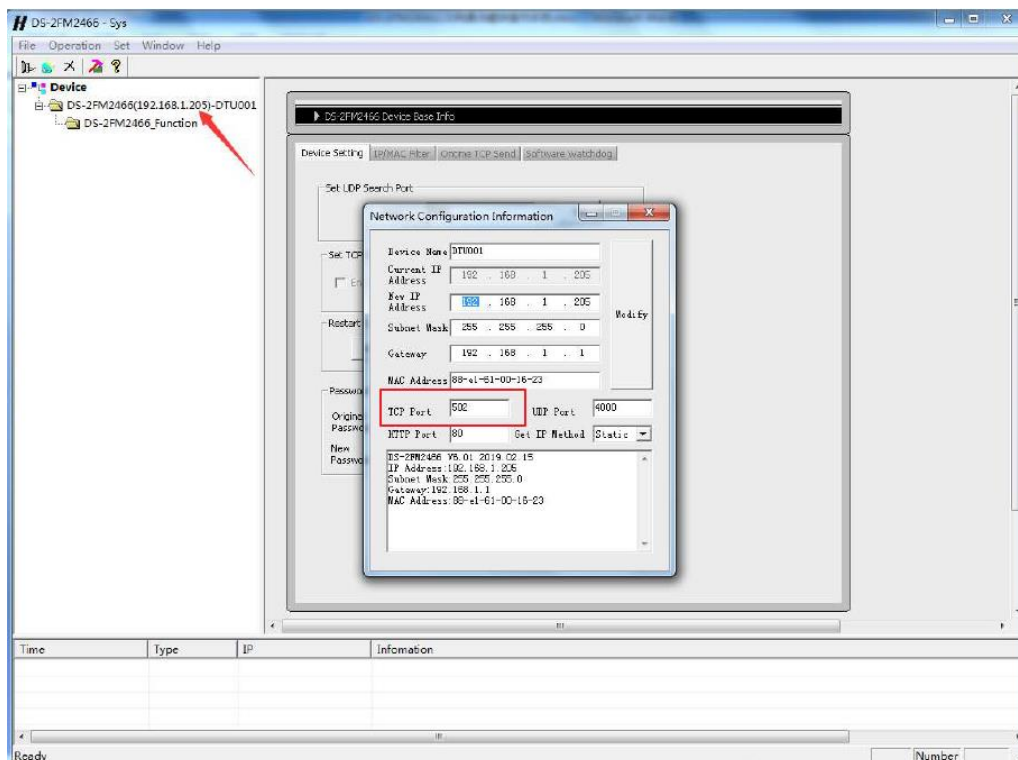 DS-2FM2466 - Sys
File Operation Set Window Help
Device
DS-2FM2466(192.168.1.205)-DTU001
DS-2FM2466_Function
DS-2FM2466 Device Base Info
Device Setting IP/MAC Filter TCP Send Software Watchdog
Set UDP Search Port
Network Configuration Information
Device Name DTU001
Set TCP
Current IP Address 192 . 168 . 1 . 205
En
New IP Address 192 . 168 . 1 . 205
Modify
Restart
Subnet Mask 255 . 255 . 255 . 0
Gateway 192 . 168 . 1 . 1
MAC Address 88-e1-61-00-16-23
Passwo
TCP Port 502 UDP Port 4000
Origina
Passwo
HTTP Port 80 Get IP Method Static
New
Passwo
DS-2FM2466 V6.01 2019.02.15
IP Address:192.168.1.205
Subnet Mask:255.255.255.0
Gateway:192.168.1.1
MAC Address:88-e1-61-00-16-23
Time Type IP Infomation
Ready Number